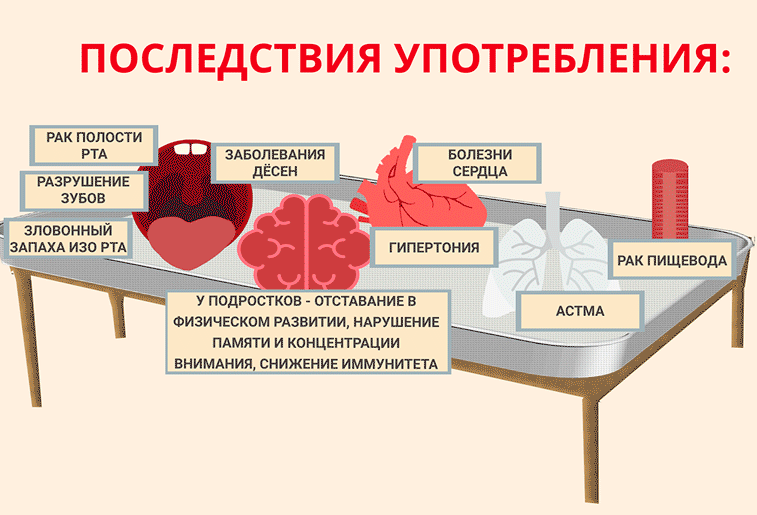 ПОСЛЕДСТВИЯ УПОТРЕБЛЕНИЯ:
РАК ПОЛОСТИ
РТА
РАЗРУШЕНИЕ
ЗУБОВ
ЗЛОВОННЫЙ
ЗАПАХА ИЗО РТА
ЗАБОЛЕВАНИЯ
ДЁСЕН
БОЛЕЗНИ
СЕРДЦА
ГИПЕРТОНИЯ
РАК ПИЩЕВОДА
АСТМА
У ПОДРОСТКОВ - ОТСТАВАНИЕ В
ФИЗИЧЕСКОМ РАЗВИТИИ, НАРУШЕНИЕ
ПАМЯТИ И КОНЦЕНТРАЦИИ
ВНИМАНИЯ, СНИЖЕНИЕ ИММУНИТЕТА